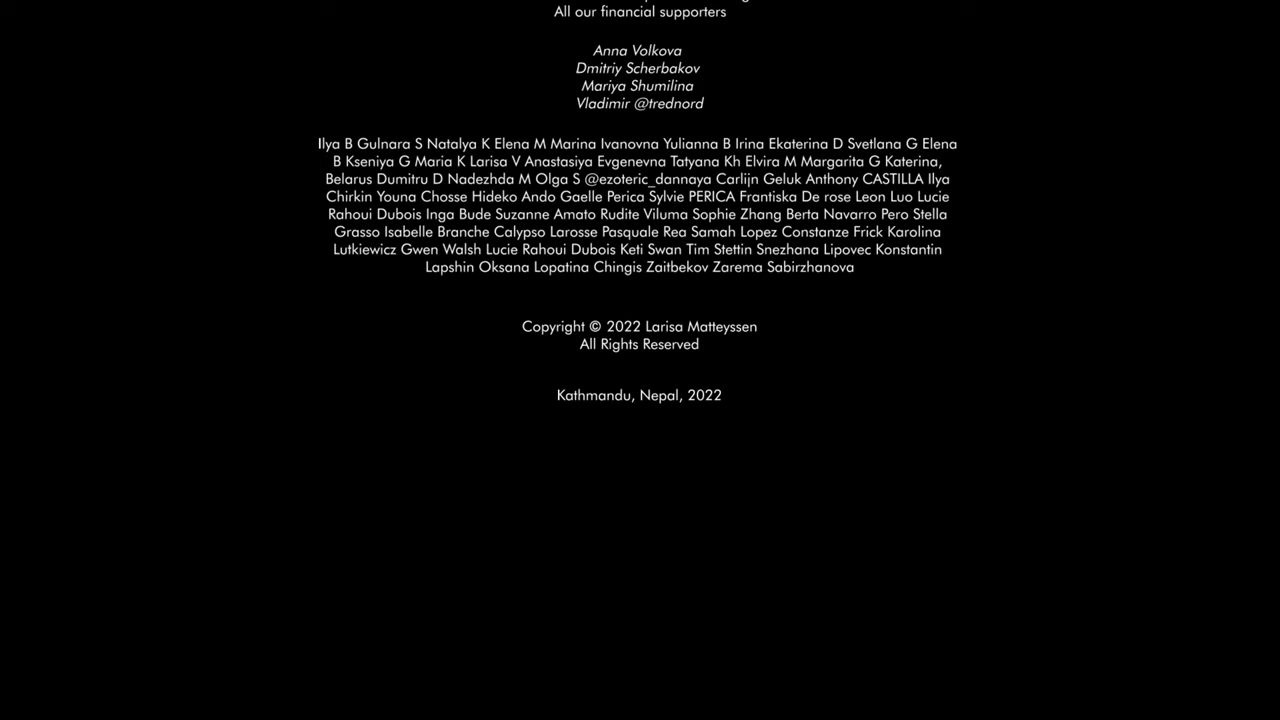 All our financial supporters
Anna Volkova
Dmitriy Scherbakov
Mariya Shumilina
Vladimir @trednord
Ilya B Gulnara S Natalya K Elena M Marina Ivanovna Yulianna B Irina Ekaterina D Svetlana G Elena
B Kseniya G Maria K Larisa V Anastasiya Evgenevna Tatyana Kh Elvira M Margarita G Katerina,
Belarus Dumitru D Nadezhda M Olga S @ezoteric_dannaya Carlijn Geluk Anthony CASTILLA Ilya
Chirkin Youna Chosse Hideko Ando Gaelle Perica Sylvie PERICA Frantiska De rose Leon Luo Lucie
Rahoui Dubois Inga Bude Suzanne Amato Rudite Viluma Sophie Zhang Berta Navarro Pero Stella
Grasso Isabelle Branche Calypso Larosse Pasquale Rea Samah Lopez Constanze Frick Karolina
Lutkiewicz Gwen Walsh Lucie Rahoui Dubois Keti Swan Tim Stettin Snezhana Lipovec Konstantin
Lapshin Oksana Lopatina Chingis Zaitbekov Zarema Sabirzhanova
Copyright © 2022 Larisa Matteyssen
All Rights Reserved
Kathmandu, Nepal, 2022